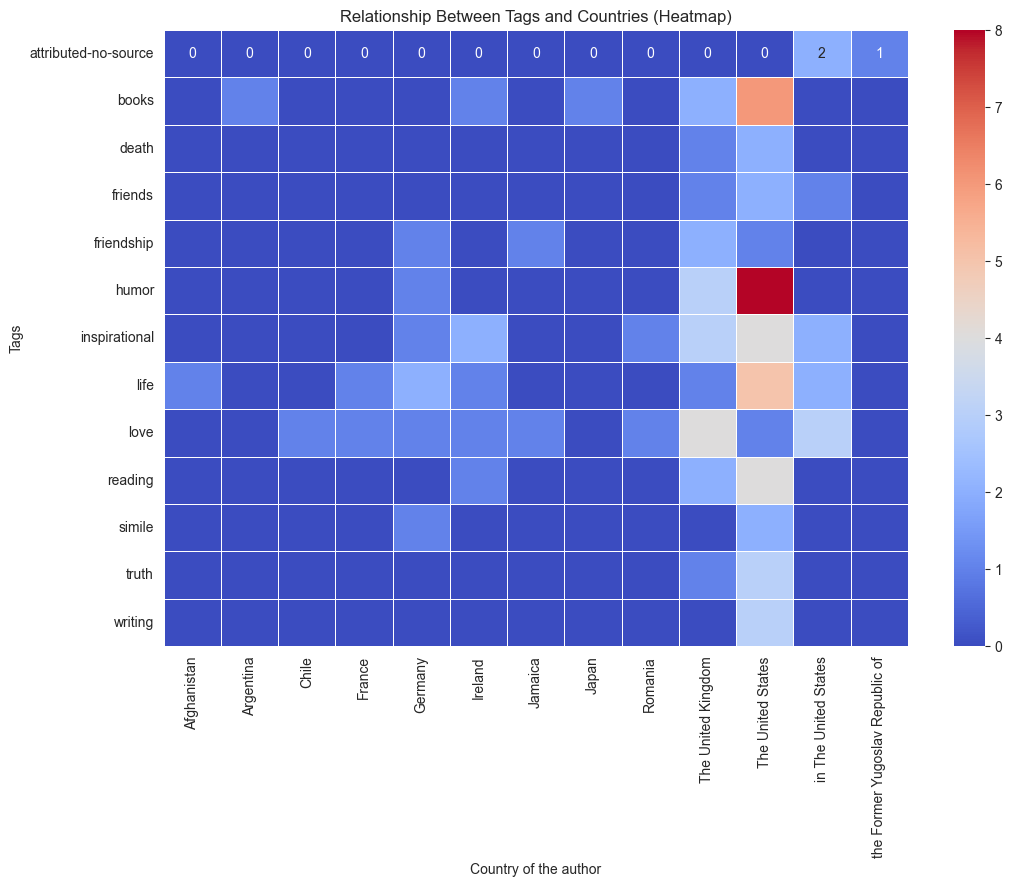 Relationship Between Tags and Countries (Heatmap)
attributed-no-source 0 0 0 0 0 0 0 0 0 0 0 2 1
books
death
friends
friendship
humor
inspirational
life
love
reading
simile
truth
writing
Tags
Afghanistan
Argentina
Chile
France
Germany
Ireland
Jamaica
Japan
Romania
The United Kingdom
The United States
in The United States
the Former Yugoslav Republic of
Country of the author
8
7
6
5
4
3
2
1
0